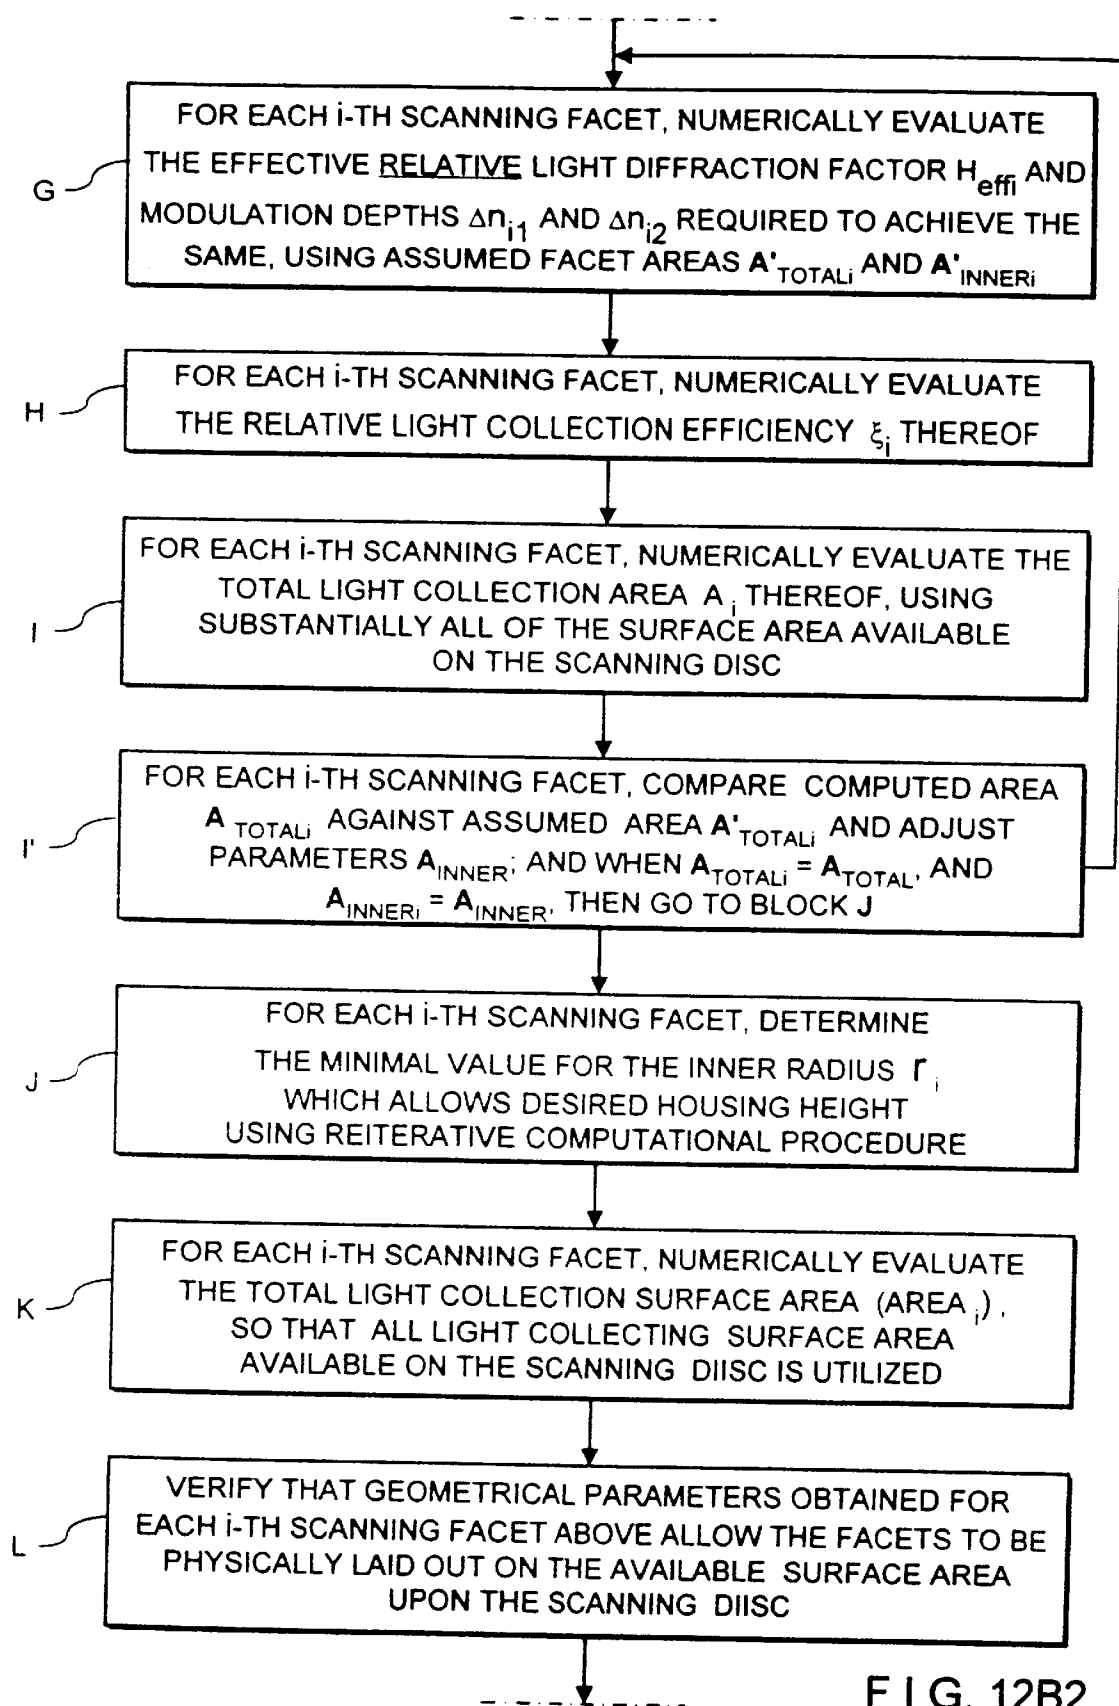 FOR EACH i-TH SCANNING FACET, NUMERICALLY EVALUATE
THE EFFECTIVE RELATIVE LIGHT DIFFRACTION FACTOR Heffi AND
MODULATION DEPTHS Δni1 AND Δni2 REQUIRED TO ACHIEVE THE
SAME, USING ASSUMED FACET AREAS A'TOTALi AND A'INNERi
G
FOR EACH i-TH SCANNING FACET, NUMERICALLY EVALUATE
THE RELATIVE LIGHT COLLECTION EFFICIENCY ξi THEREOF
H
FOR EACH i-TH SCANNING FACET, NUMERICALLY EVALUATE THE
TOTAL LIGHT COLLECTION AREA Ai THEREOF, USING
SUBSTANTIALLY ALL OF THE SURFACE AREA AVAILABLE
ON THE SCANNING DISC
I
FOR EACH i-TH SCANNING FACET, COMPARE COMPUTED AREA
ATOTALi AGAINST ASSUMED AREA A'TOTALi AND ADJUST
PARAMETERS AINNER; AND WHEN ATOTALi = ATOTAL, AND
AINNERi = AINNER, THEN GO TO BLOCK J
I'
FOR EACH i-TH SCANNING FACET, DETERMINE
THE MINIMAL VALUE FOR THE INNER RADIUS ri
WHICH ALLOWS DESIRED HOUSING HEIGHT
USING REITERATIVE COMPUTATIONAL PROCEDURE
J
FOR EACH i-TH SCANNING FACET, NUMERICALLY EVALUATE
THE TOTAL LIGHT COLLECTION SURFACE AREA (AREA i),
SO THAT ALL LIGHT COLLECTING SURFACE AREA
AVAILABLE ON THE SCANNING DIISC IS UTILIZED
K
VERIFY THAT GEOMETRICAL PARAMETERS OBTAINED FOR
EACH i-TH SCANNING FACET ABOVE ALLOW THE FACETS TO BE
PHYSICALLY LAID OUT ON THE AVAILABLE SURFACE AREA
UPON THE SCANNING DIISC
L
FIG. 12B2